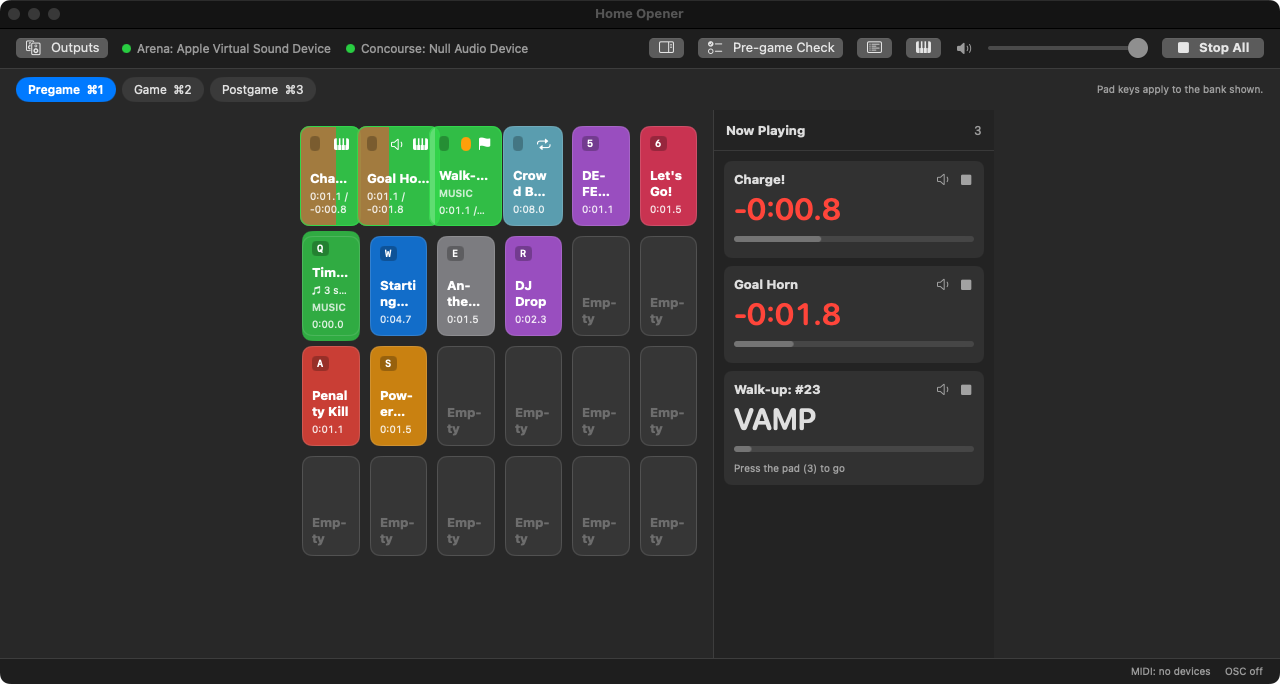 Home Opener
Outputs
Arena: Apple Virtual Sound Device
Concourse: Null Audio Device
Pre-game Check
Stop All
Pregame ⌘1
Game ⌘2
Postgame ⌘3
Pad keys apply to the bank shown.
Cha...
0:01.1 /
-0:00.8
Goal Ho...
0:01.1 /
-0:01.8
Walk-...
MUSIC
0:01.1 /...
Crow
d B...
0:08.0
5
DE-
FE...
0:01.1
6
Let's
Go!
0:01.5
Q
Tim...
♫ 3 s...
MUSIC
0:00.0
W
Starti
ng...
0:04.7
E
An-
the...
0:01.5
R
DJ
Drop
0:02.3
Emp-
ty
Emp-
ty
A
Penal
ty Kill
0:01.1
S
Pow-
er...
0:01.5
Emp-
ty
Emp-
ty
Emp-
ty
Emp-
ty
Emp-
ty
Emp-
ty
Emp-
ty
Emp-
ty
Emp-
ty
Emp-
ty
Now Playing
3
Charge!
-0:00.8
Goal Horn
-0:01.8
Walk-up: #23
VAMP
Press the pad (3) to go
MIDI: no devices
OSC off